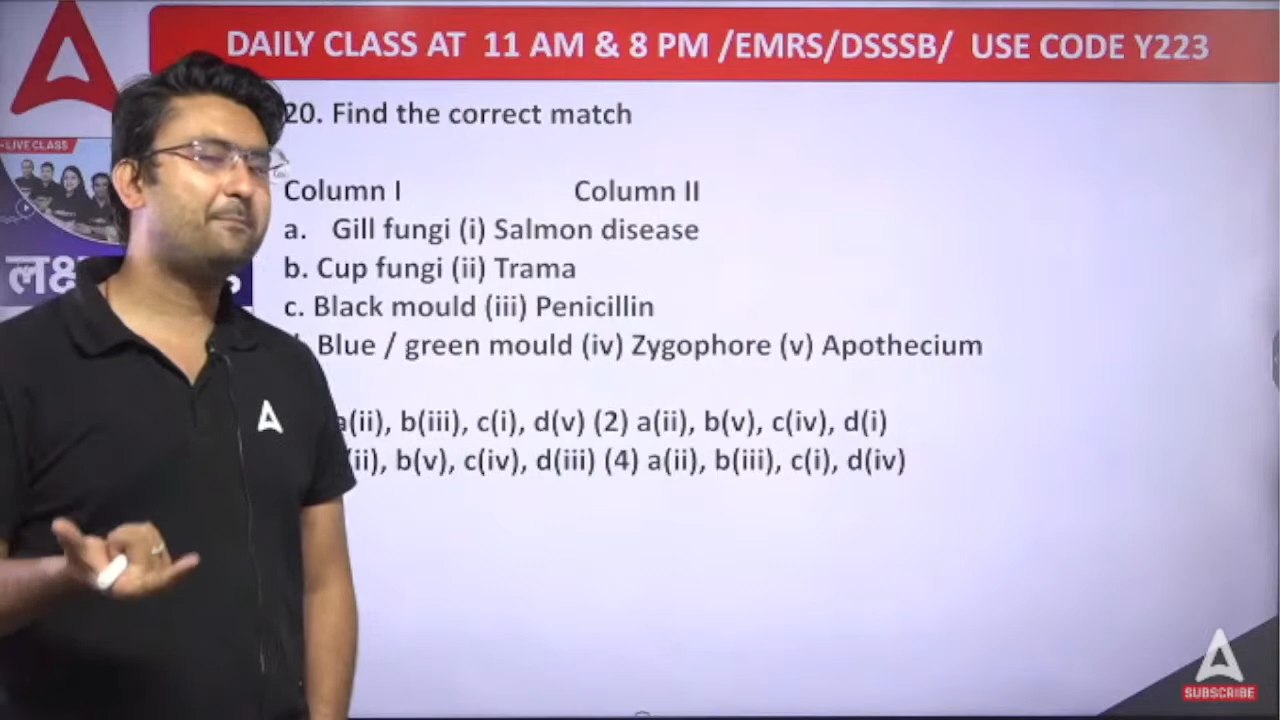 DAILY CLASS AT 11 AM & 8 PM /EMRS/DSSSB/ USE CODE Y223
LIVE CLASS
20. Find the correct match
Column I Column II
a. Gill fungi (i) Salmon disease
b. Cup fungi (ii) Trama
c. Black mould (iii) Penicillin
Blue / green mould (iv) Zygophore (v) Apothecium
a(ii), b(iii), c(i), d(v) (2) a(ii), b(v), c(iv), d(i)
(ii), b(v), c(iv), d(iii) (4) a(ii), b(iii), c(i), d(iv)
SUBSCRIBE